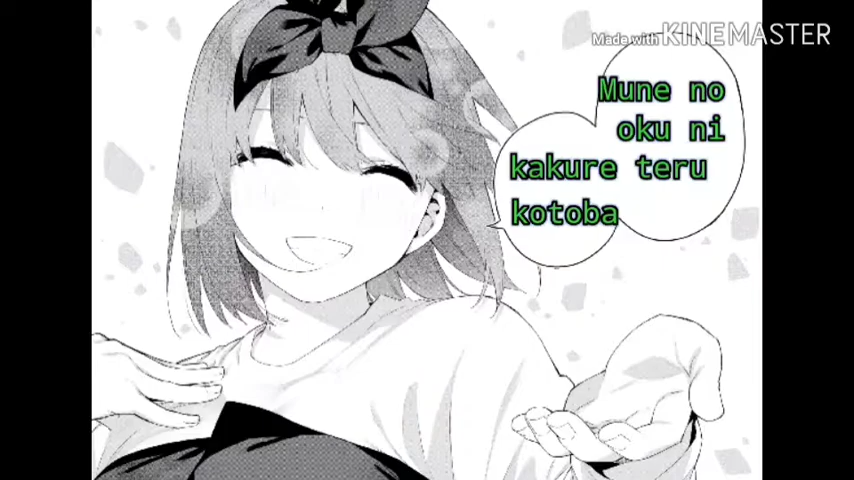 Made with KINEMASTER
Mune no
oku ni
kakure teru
kotoba